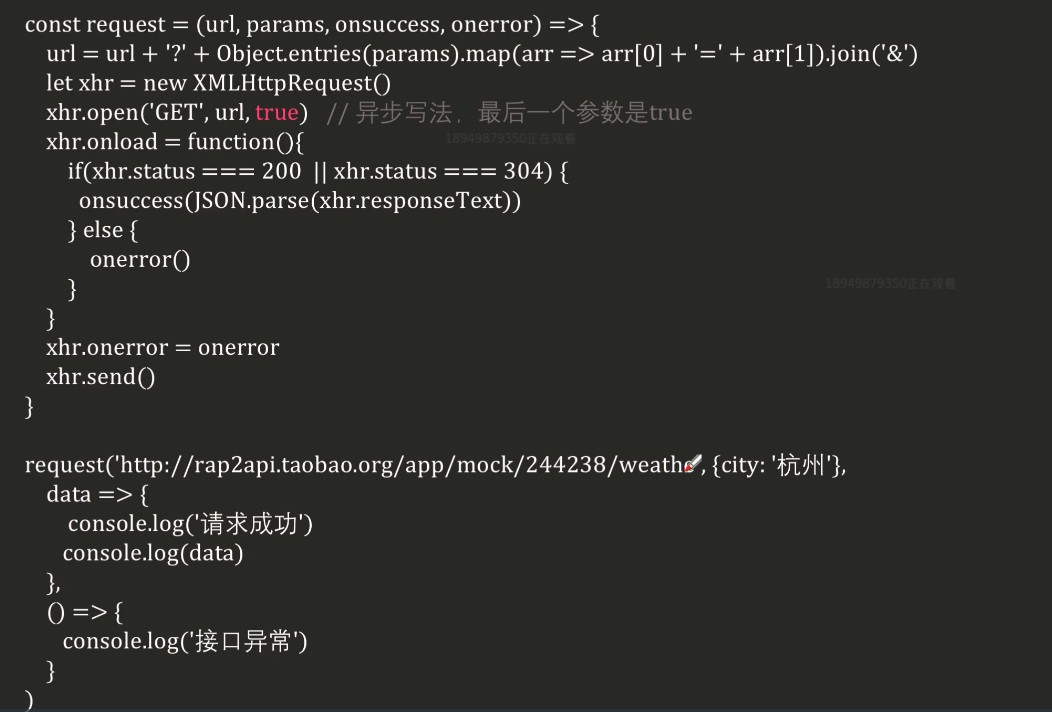 const request = (url, params, onsuccess, onerror) => {
url = url + '?' + Object.entries(params).map(arr => arr[0] + '=' + arr[1]).join('&')
let xhr = new XMLHttpRequest()
xhr.open('GET', url, true) // 异步写法，最后一个参数是true
18949879350正在观看
xhr.onload = function(){
if(xhr.status === 200 || xhr.status === 304) {
onsuccess(JSON.parse(xhr.responseText))
} else {
onerror()
}
18949879350正在观看
}
xhr.onerror = onerror
xhr.send()
}
request('http://rap2api.taobao.org/app/mock/244238/weath , {city: '杭州'},
data => {
console.log('请求成功')
console.log(data)
},
() => {
console.log('接口异常')
}
)